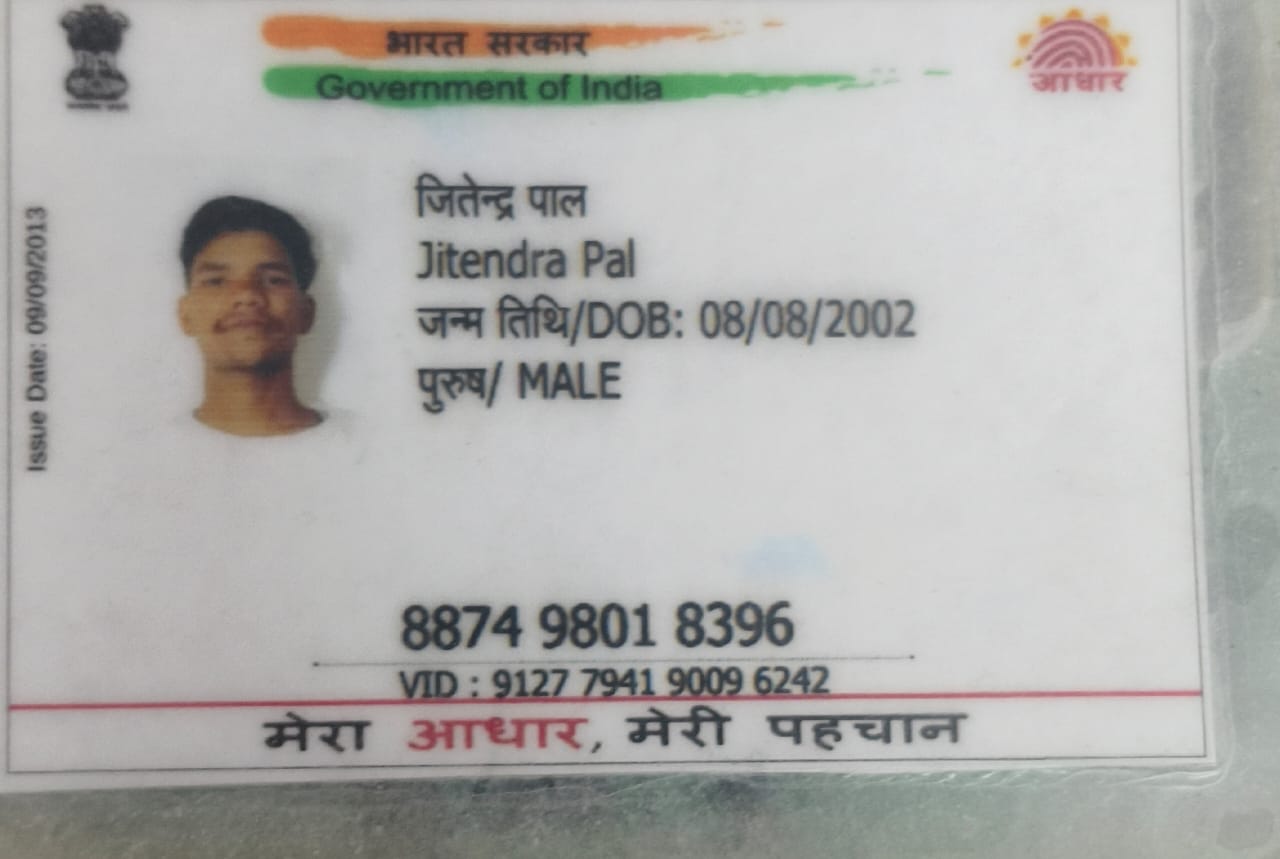 भारत सरकार
Government of India
आधार
Issue Date: 09/09/2013
जितेन्द्र पाल
Jitendra Pal
जन्म तिथि/DOB: 08/08/2002
पुरुष/ MALE
8874 9801 8396
VID : 9127 7941 9009 6242
मेरा आधार, मेरी पहचान